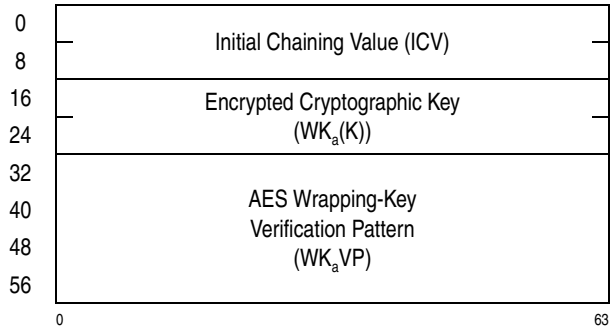 0
Initial Chaining Value (ICV)
8
16
Encrypted Cryptographic Key
24
(WKa(K))
32
40
AES Wrapping-Key
Verification Pattern
48
(WKaVP)
56
0 63